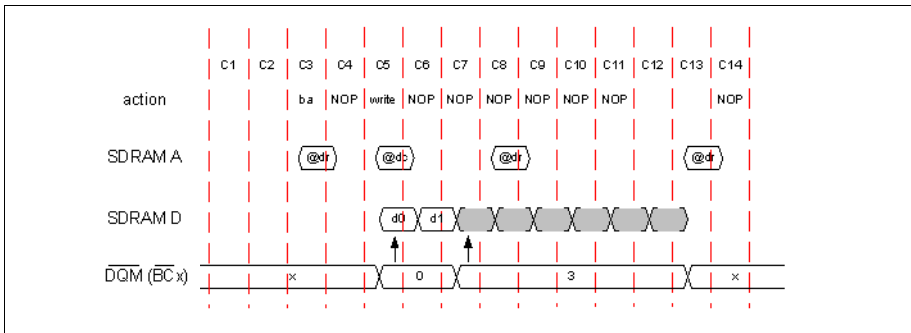 C1 C2 C3 C4 C5 C6 C7 C8 C9 C10 C11 C12 C13 C14
action ba NOP write NOP NOP NOP NOP NOP NOP NOP
SDRAM A @dr @dc @dr @dr
SDRAM D d0 d1
DQM (BCx) x 0 3 x